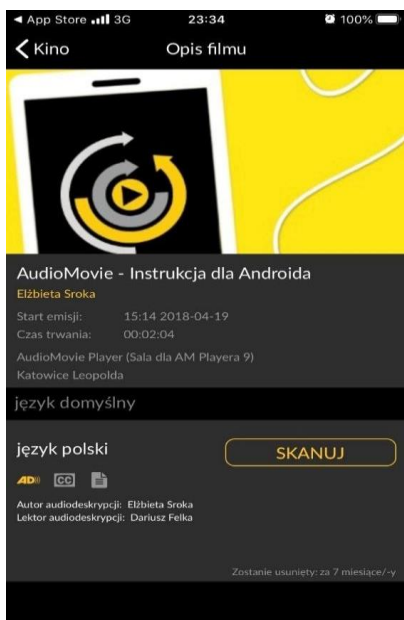 ◄ App Store 3G 23:34 100%
Kino Opis filmu
AudioMovie - Instrukcja dla Androida
Elżbieta Sroka
Start emisji: 15:14 2018-04-19
Czas trwania: 00:02:04
AudioMovie Player (Sala dla AM Playera 9)
Katowice Leopolda
język domyślny
język polski SKANUJ
AD CC
Autor audiodeskrypcji: Elżbieta Sroka
Lektor audiodeskrypcji: Dariusz Felka
Zostanie usunięty: za 7 miesiące/-y